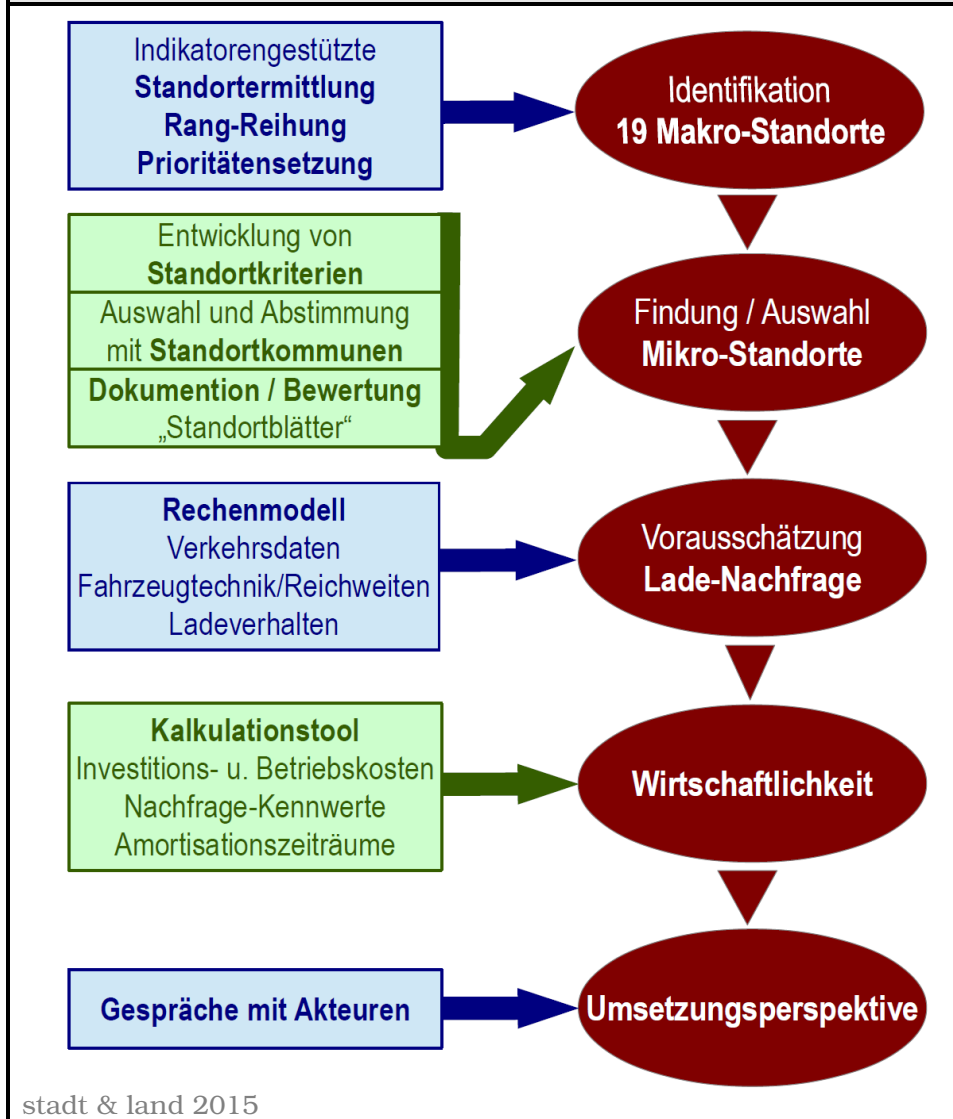 Indikatorengestützte
Standortermittlung
Rang-Reihung
Prioritätensetzung
Identifikation
19 Makro-Standorte
Entwicklung von
Standortkriterien
Auswahl und Abstimmung
mit Standortkommunen
Dokumention / Bewertung
„Standortblätter“
Findung / Auswahl
Mikro-Standorte
Rechenmodell
Verkehrsdaten
Fahrzeugtechnik/Reichweiten
Ladeverhalten
Vorausschätzung
Lade-Nachfrage
Kalkulationstool
Investitions- u. Betriebskosten
Nachfrage-Kennwerte
Amortisationszeiträume
Wirtschaftlichkeit
Gespräche mit Akteuren
Umsetzungsperspektive
stadt & land 2015